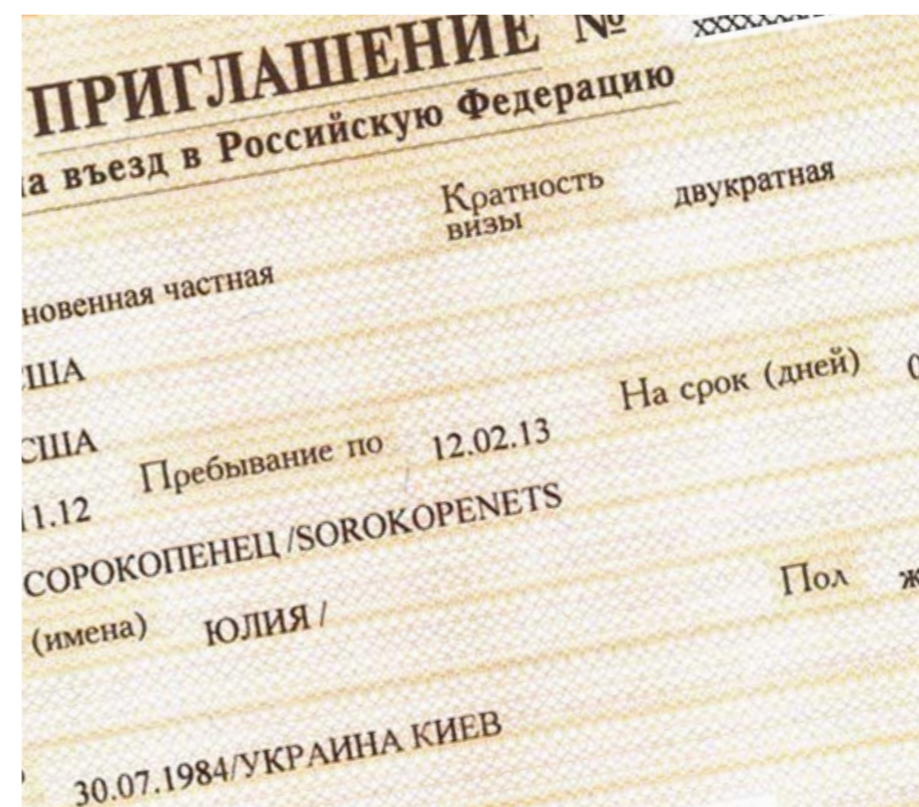 ПРИГЛАШЕНИЕ №
на въезд в Российскую Федерацию
Кратность визы двукратная
новенная частная
США
США
11.12 Пребывание по 12.02.13 На срок (дней)
СОРОКОПЕНЕЦ /SOROKOPENETS
(имена) ЮЛИЯ / Пол ж
30.07.1984/УКРАИНА КИЕВ